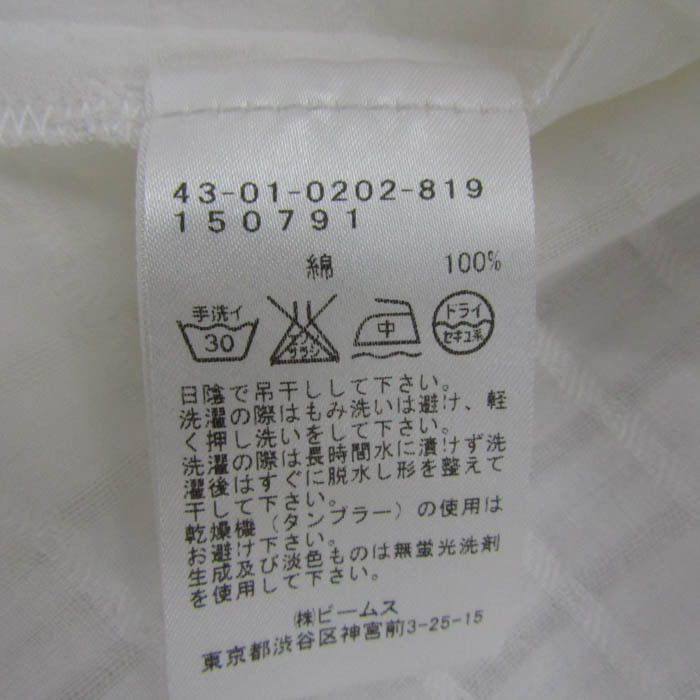 43-01-0202-819
150791
綿 100%
手洗イ 30 エンソサラシ 中 ドライ セキユ系
日陰で吊干しして下さい。
洗濯の際はもみ洗いは避け、軽
く押し洗いをして下さい。
洗濯の際は長時間水に漬けず洗
濯後はすぐに脱水し形を整えて
干して下さい。
乾燥機(タンブラー)の使用は
お避け下さい。
生成及び淡色ものは無蛍光洗剤
を使用して下さい。
㈱ビームス
東京都渋谷区神宮前3-25-15